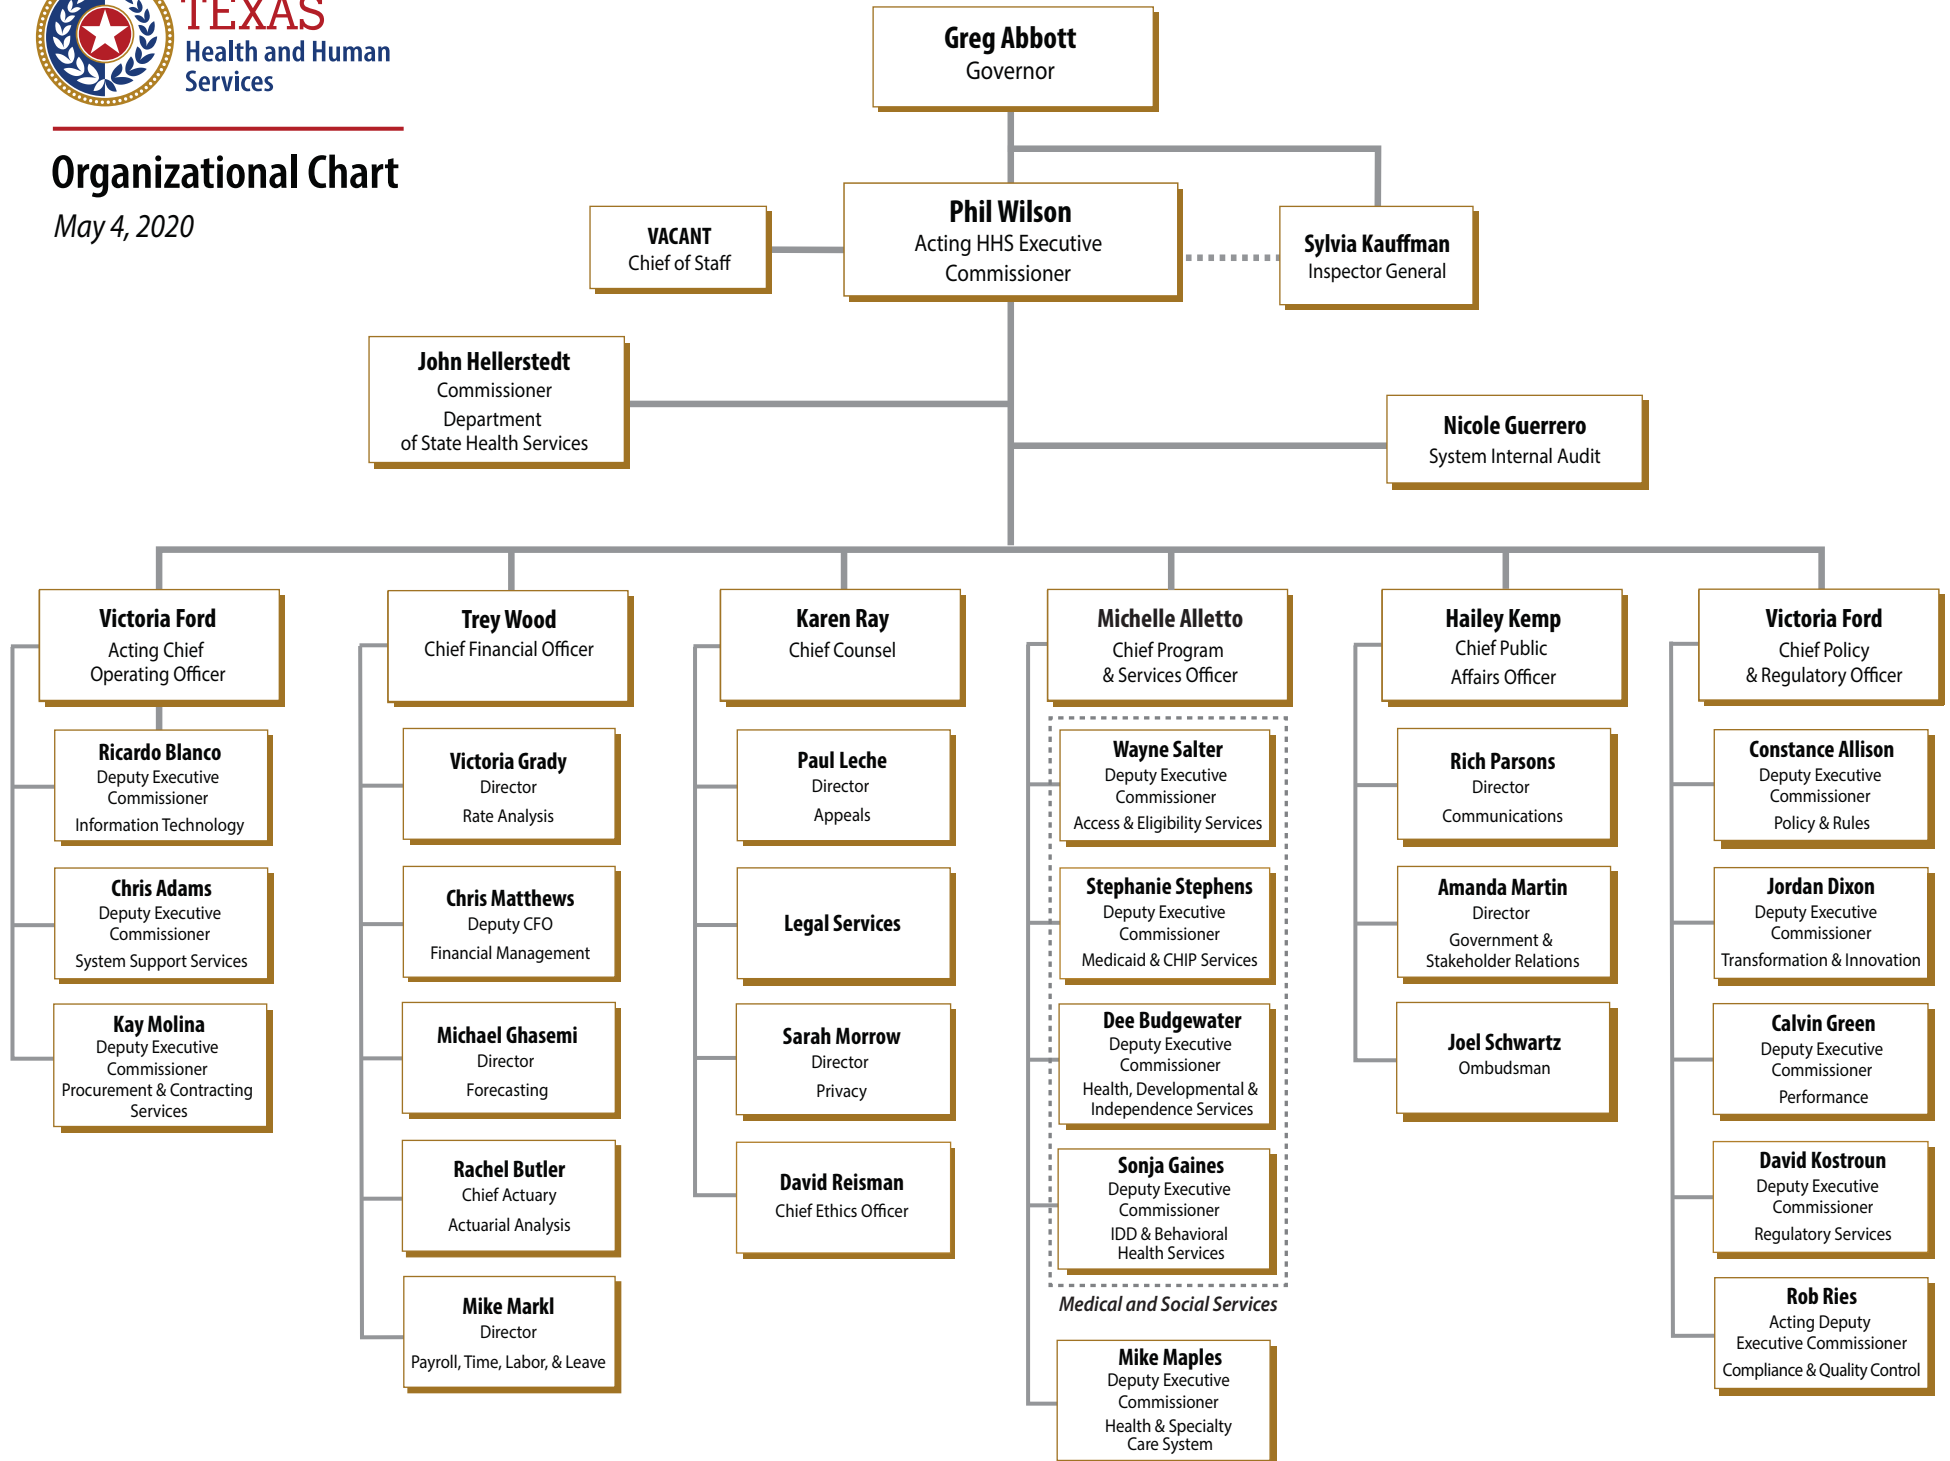 TEXAS
Health and Human
Services
Organizational Chart
May 4, 2020
Greg Abbott
Governor
Phil Wilson
Acting HHS Executive
Commissioner
VACANT
Chief of Staff
Sylvia Kauffman
Inspector General
John Hellerstedt
Commissioner
Department
of State Health Services
Nicole Guerrero
System Internal Audit
Victoria Ford
Acting Chief
Operating Officer
Ricardo Blanco
Deputy Executive
Commissioner
Information Technology
Chris Adams
Deputy Executive
Commissioner
System Support Services
Kay Molina
Deputy Executive
Commissioner
Procurement & Contracting
Services
Trey Wood
Chief Financial Officer
Victoria Grady
Director
Rate Analysis
Chris Matthews
Deputy CFO
Financial Management
Michael Ghasemi
Director
Forecasting
Rachel Butler
Chief Actuary
Actuarial Analysis
Mike Markl
Director
Payroll, Time, Labor, & Leave
Karen Ray
Chief Counsel
Paul Leche
Director
Appeals
Legal Services
Sarah Morrow
Director
Privacy
David Reisman
Chief Ethics Officer
Michelle Alletto
Chief Program
& Services Officer
Wayne Salter
Deputy Executive
Commissioner
Access & Eligibility Services
Stephanie Stephens
Deputy Executive
Commissioner
Medicaid & CHIP Services
Dee Budgewater
Deputy Executive
Commissioner
Health, Developmental &
Independence Services
Sonja Gaines
Deputy Executive
Commissioner
IDD & Behavioral
Health Services
Medical and Social Services
Mike Maples
Deputy Executive
Commissioner
Health & Specialty
Care System
Hailey Kemp
Chief Public
Affairs Officer
Rich Parsons
Director
Communications
Amanda Martin
Director
Government &
Stakeholder Relations
Joel Schwartz
Ombudsman
Victoria Ford
Chief Policy
& Regulatory Officer
Constance Allison
Deputy Executive
Commissioner
Policy & Rules
Jordan Dixon
Deputy Executive
Commissioner
Transformation & Innovation
Calvin Green
Deputy Executive
Commissioner
Performance
David Kostroun
Deputy Executive
Commissioner
Regulatory Services
Rob Ries
Acting Deputy
Executive Commissioner
Compliance & Quality Control